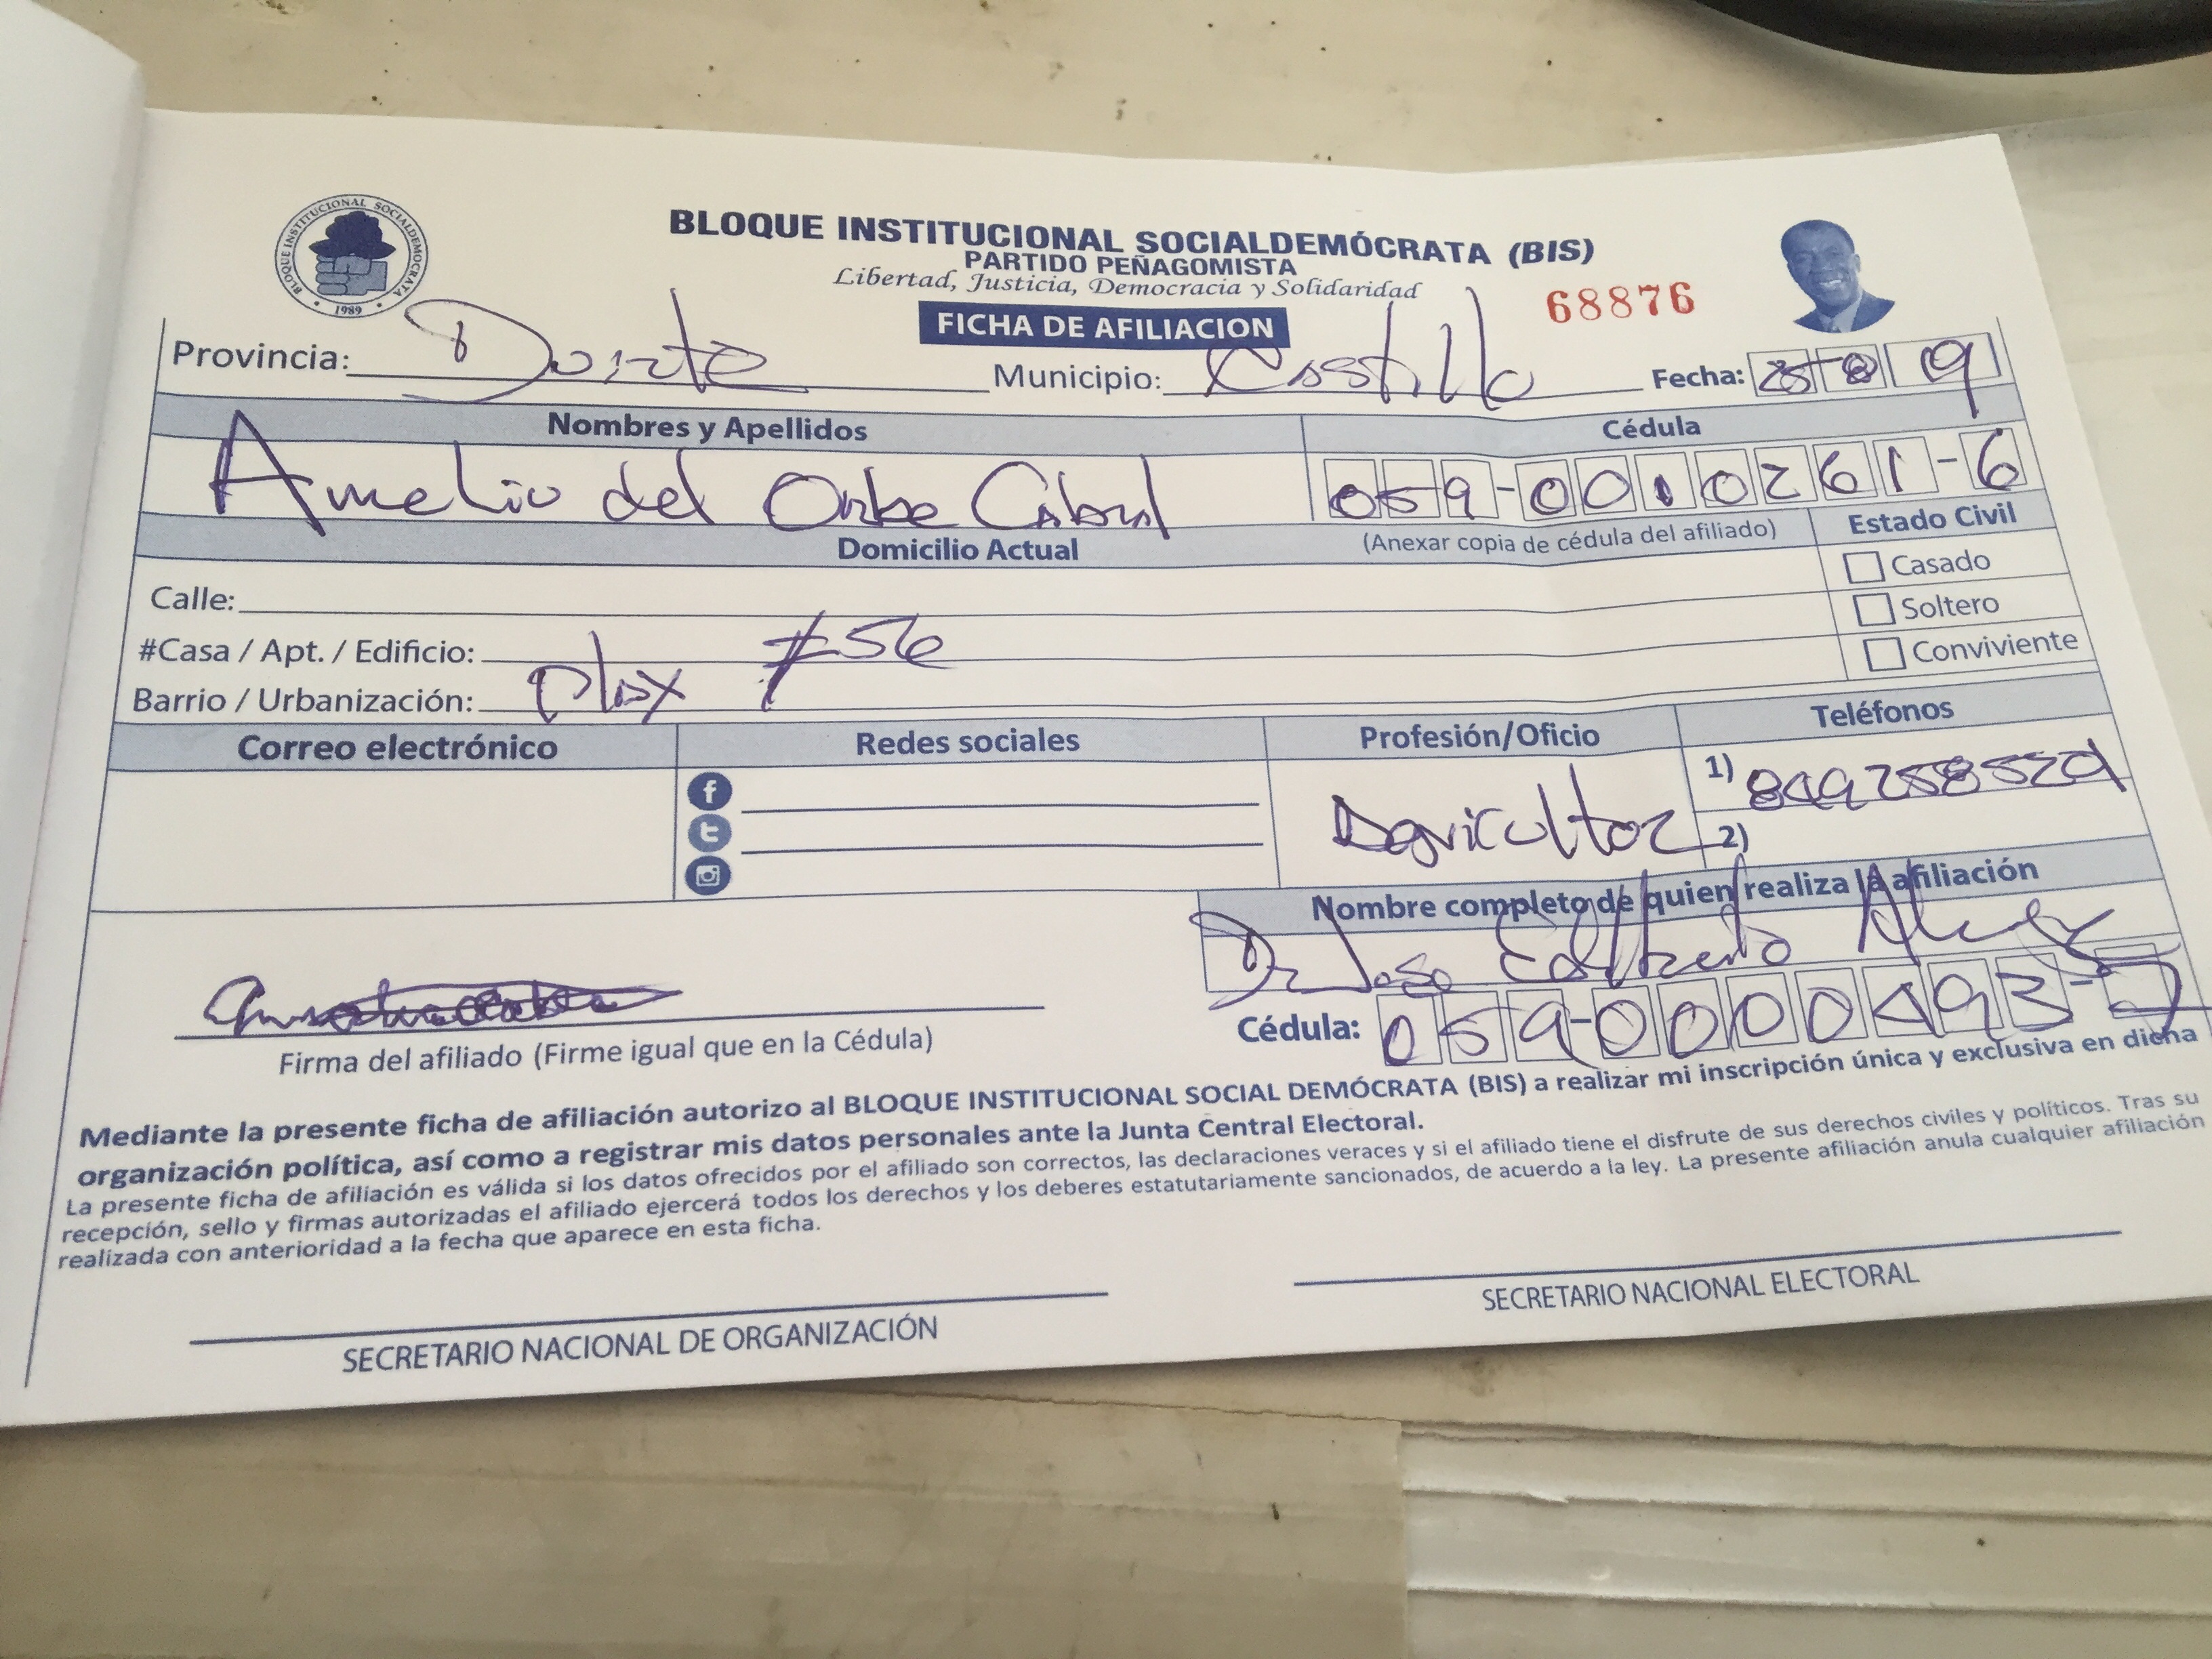 BLOQUE INSTITUCIONAL SOCIALDEMOCRATA
1989
BLOQUE INSTITUCIONAL SOCIALDEMÓCRATA (BIS)
PARTIDO PEÑAGOMISTA
Libertad, Justicia, Democracia y Solidaridad
FICHA DE AFILIACION 68876
Provincia: Duarte Municipio: Castillo Fecha: 25 8 19
Nombres y Apellidos Cédula
Amelio del Orbe Cabral 059-0010261-6
Domicilio Actual (Anexar copia de cédula del afiliado) Estado Civil
Calle: Casado
#Casa / Apt. / Edificio: #56 Soltero
Barrio / Urbanización: Conviviente
Correo electrónico Redes sociales Profesión/Oficio Teléfonos
Agricultor 1)
2)
Nombre completo de quien realiza la afiliación
Dr Jose
Cédula: 059-0000493-
Firma del afiliado (Firme igual que en la Cédula)
Mediante la presente ficha de afiliación autorizo al BLOQUE INSTITUCIONAL SOCIAL DEMÓCRATA (BIS) a realizar mi inscripción única y exclusiva en dicha
organización política, así como a registrar mis datos personales ante la Junta Central Electoral.
La presente ficha de afiliación es válida si los datos ofrecidos por el afiliado son correctos, las declaraciones veraces y si el afiliado tiene el disfrute de sus derechos civiles y políticos. Tras su
recepción, sello y firmas autorizadas el afiliado ejercerá todos los derechos y los deberes estatutariamente sancionados, de acuerdo a la ley. La presente afiliación anula cualquier afiliación
realizada con anterioridad a la fecha que aparece en esta ficha.
SECRETARIO NACIONAL DE ORGANIZACIÓN SECRETARIO NACIONAL ELECTORAL